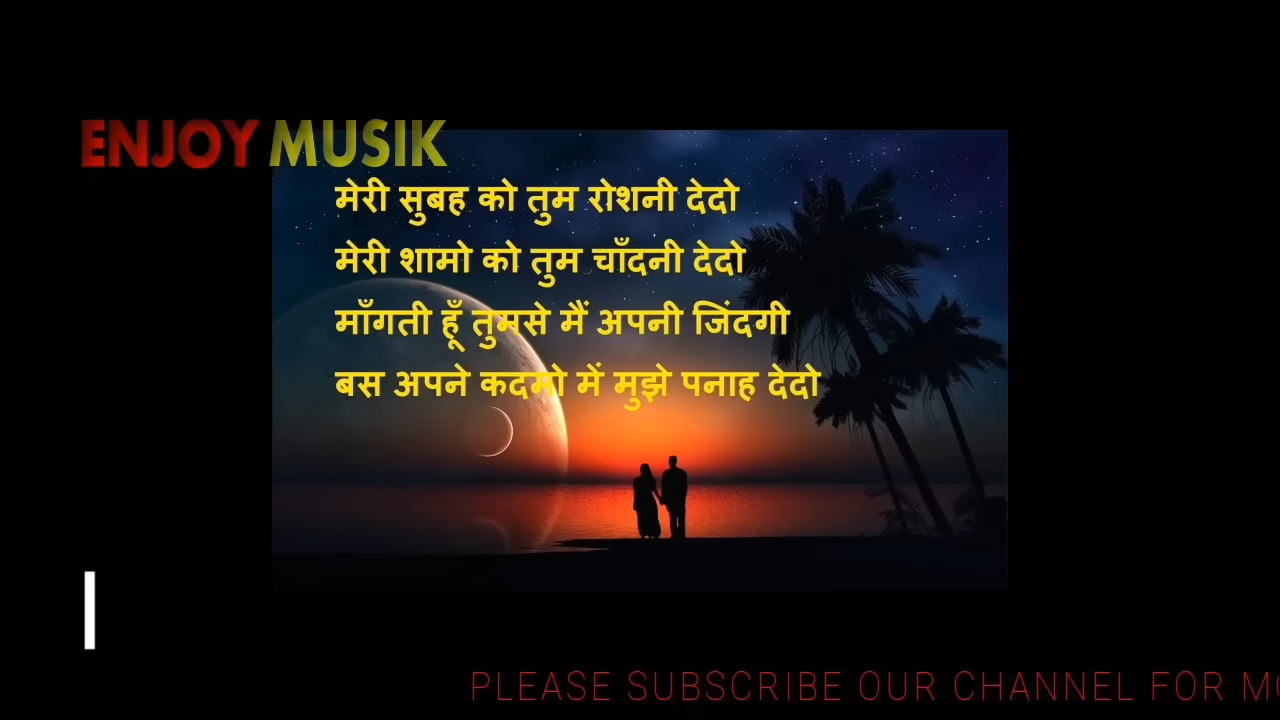 ENJOY MUSIK
मेरी सुबह को तुम रोशनी देदो
मेरी शामो को तुम चाँदनी देदो
माँगती हूँ तुमसे मैं अपनी जिंदगी
बस अपने कदमो में मुझे पनाह देदो
PLEASE SUBSCRIBE OUR CHANNEL FOR